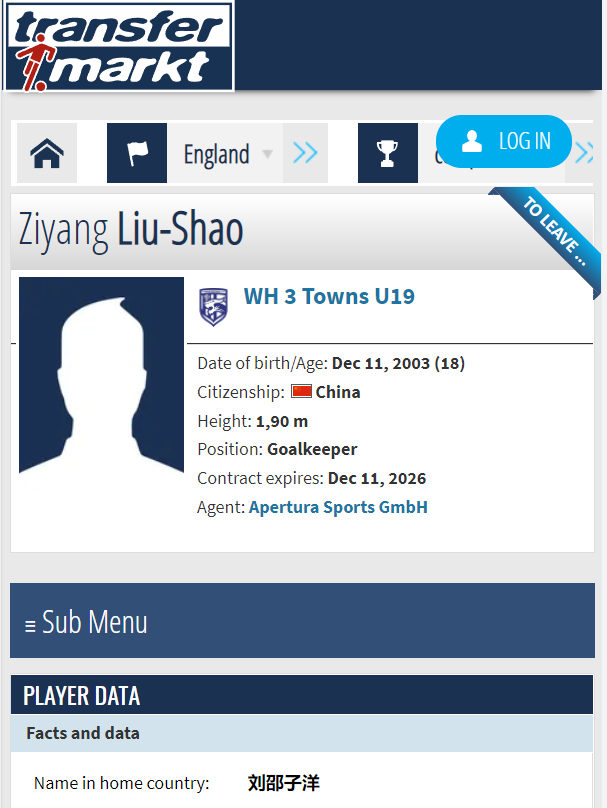 transfer
markt
LOG IN
England
Ziyang Liu-Shao
TO LEAVE ...
WH 3 Towns U19
Date of birth/Age: Dec 11, 2003 (18)
Citizenship: China
Height: 1,90 m
Position: Goalkeeper
Contract expires: Dec 11, 2026
Agent: Apertura Sports GmbH
Sub Menu
PLAYER DATA
Facts and data
Name in home country: 刘邵子洋